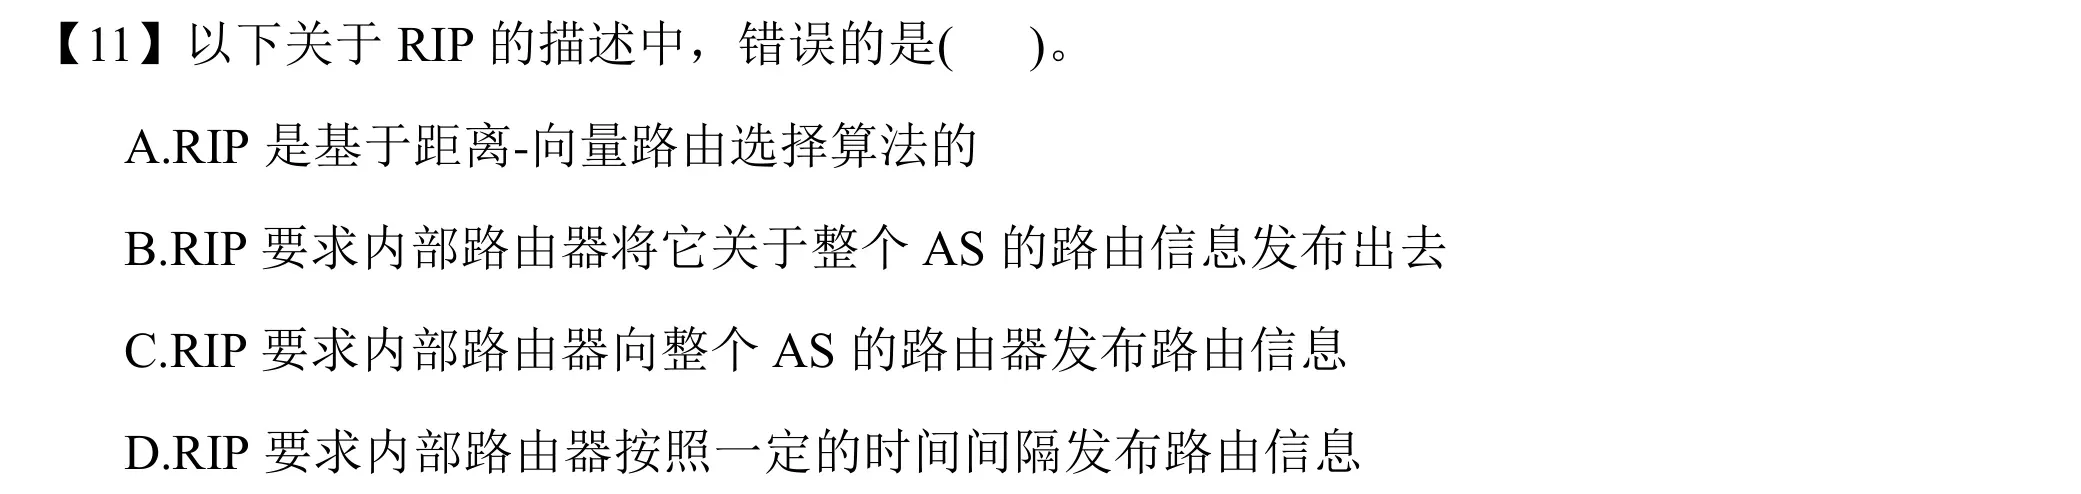 【11】以下关于 RIP 的描述中，错误的是(    )。
A.RIP 是基于距离-向量路由选择算法的
B.RIP 要求内部路由器将它关于整个 AS 的路由信息发布出去
C.RIP 要求内部路由器向整个 AS 的路由器发布路由信息
D.RIP 要求内部路由器按照一定的时间间隔发布路由信息